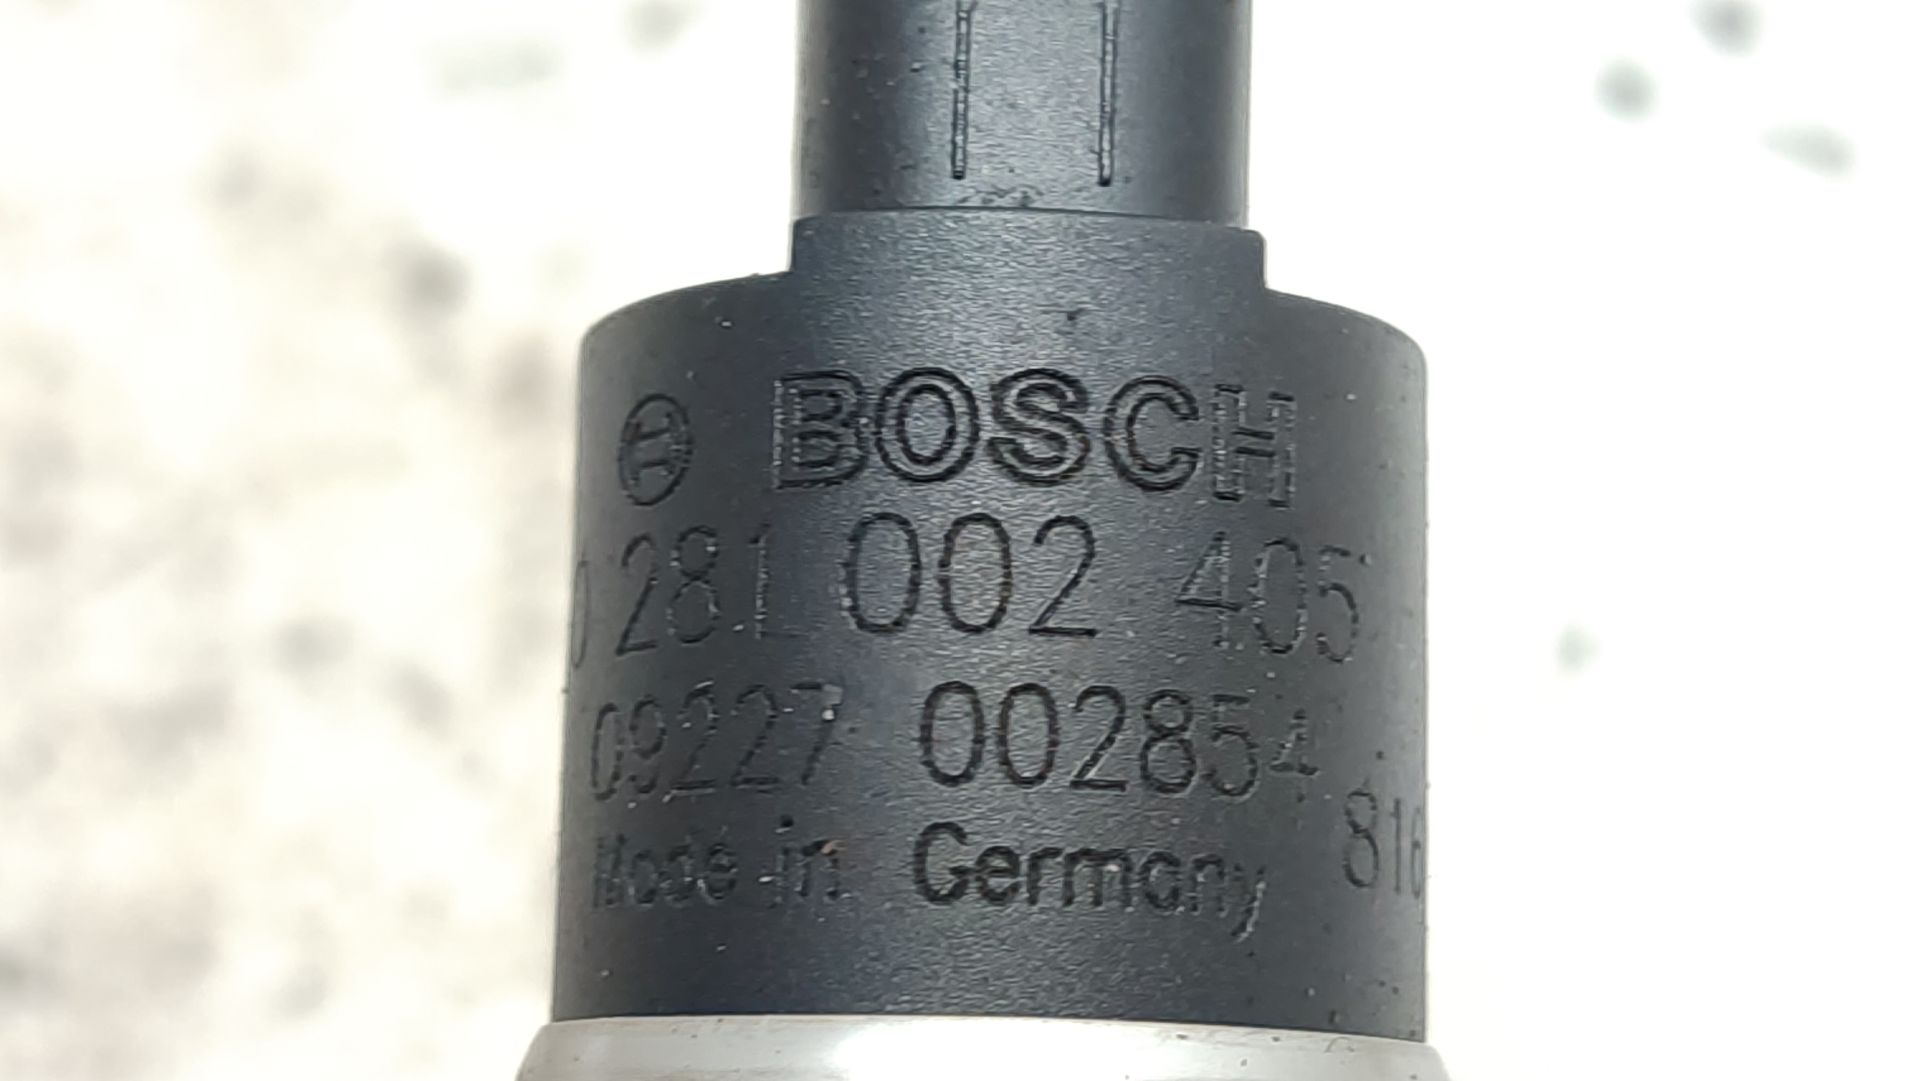 BOSCH
0 281 002 405
09227 002854
Made in Germany 816